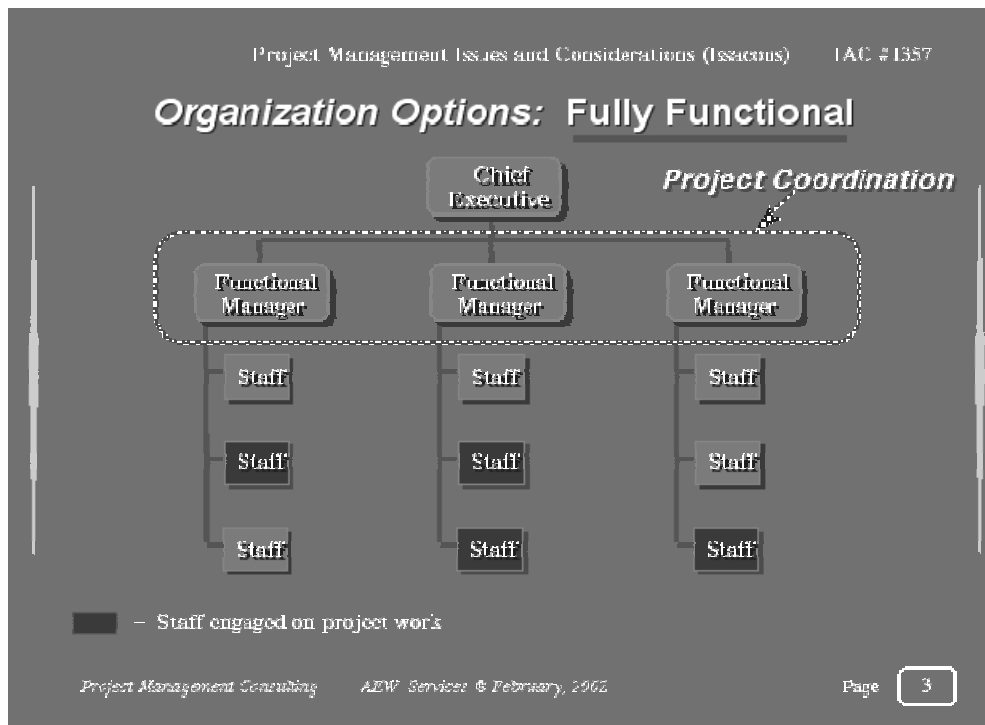 Project Management Issues and Considerations (Issacons) IAC #1357
Organization Options: Fully Functional
Chief
Executive
Project Coordination
Functional Functional Functional
Manager Manager Manager
Staff Staff Staff
Staff Staff Staff
Staff Staff Staff
– Staff engaged on project work
Project Management Consulting AEW Services © February, 2002 Page 3